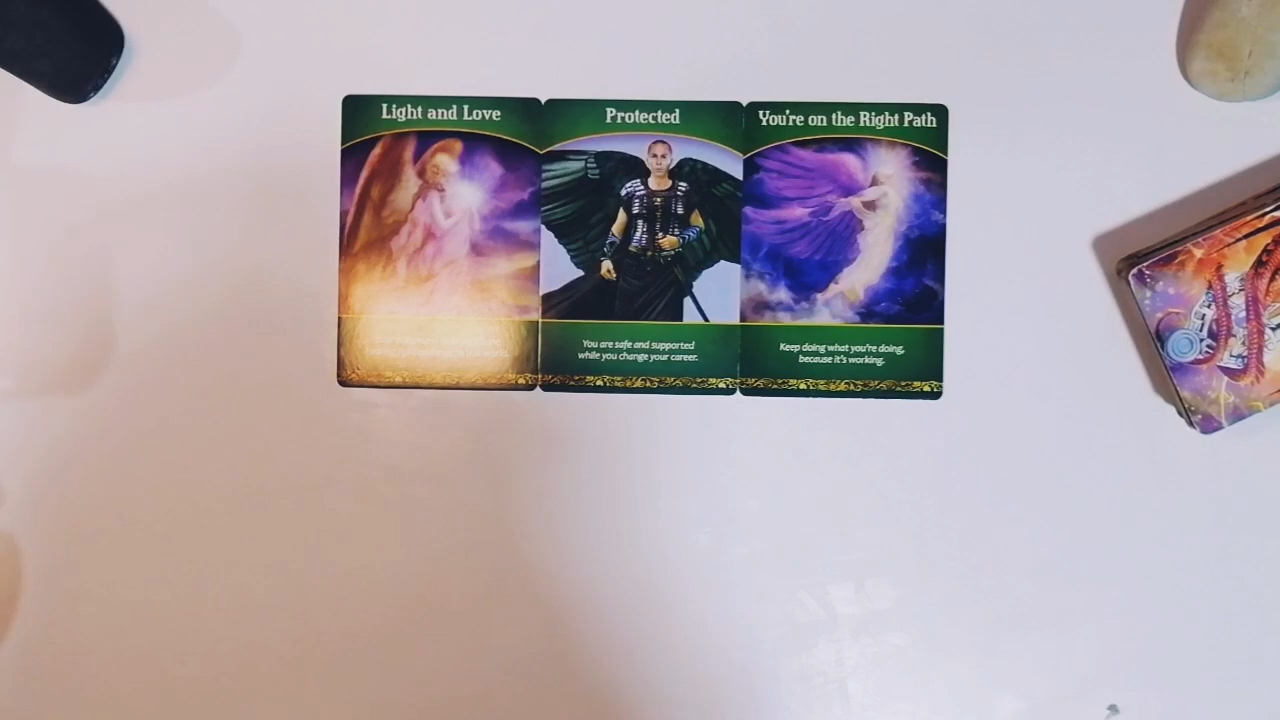 Light and Love
Protected
You are safe and supported
while you change your career.
You're on the Right Path
Keep doing what you're doing,
because it's working.